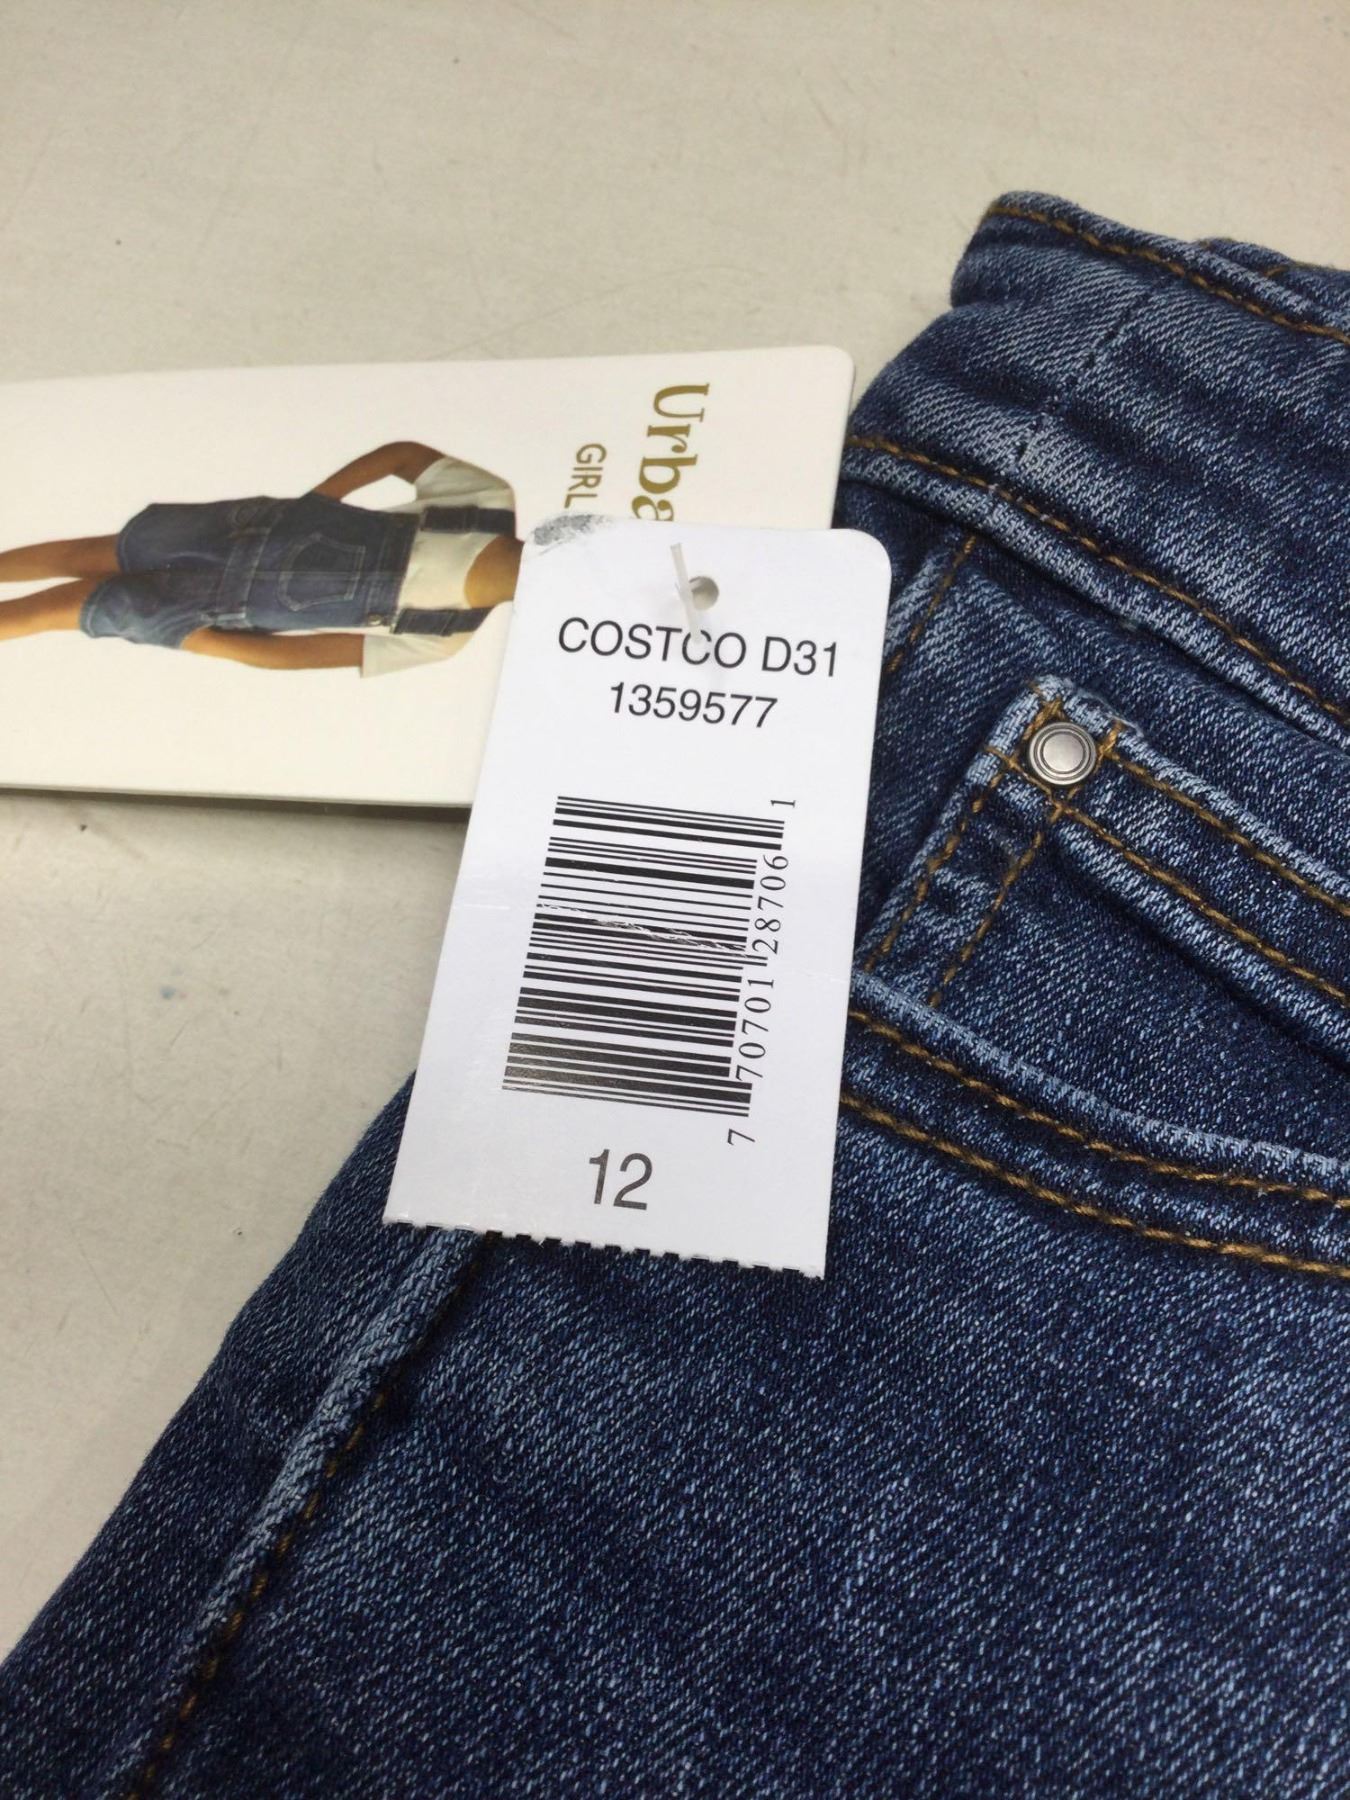 Urba
GIRL
COSTCO D31
1359577
7 70701 28706 1
12